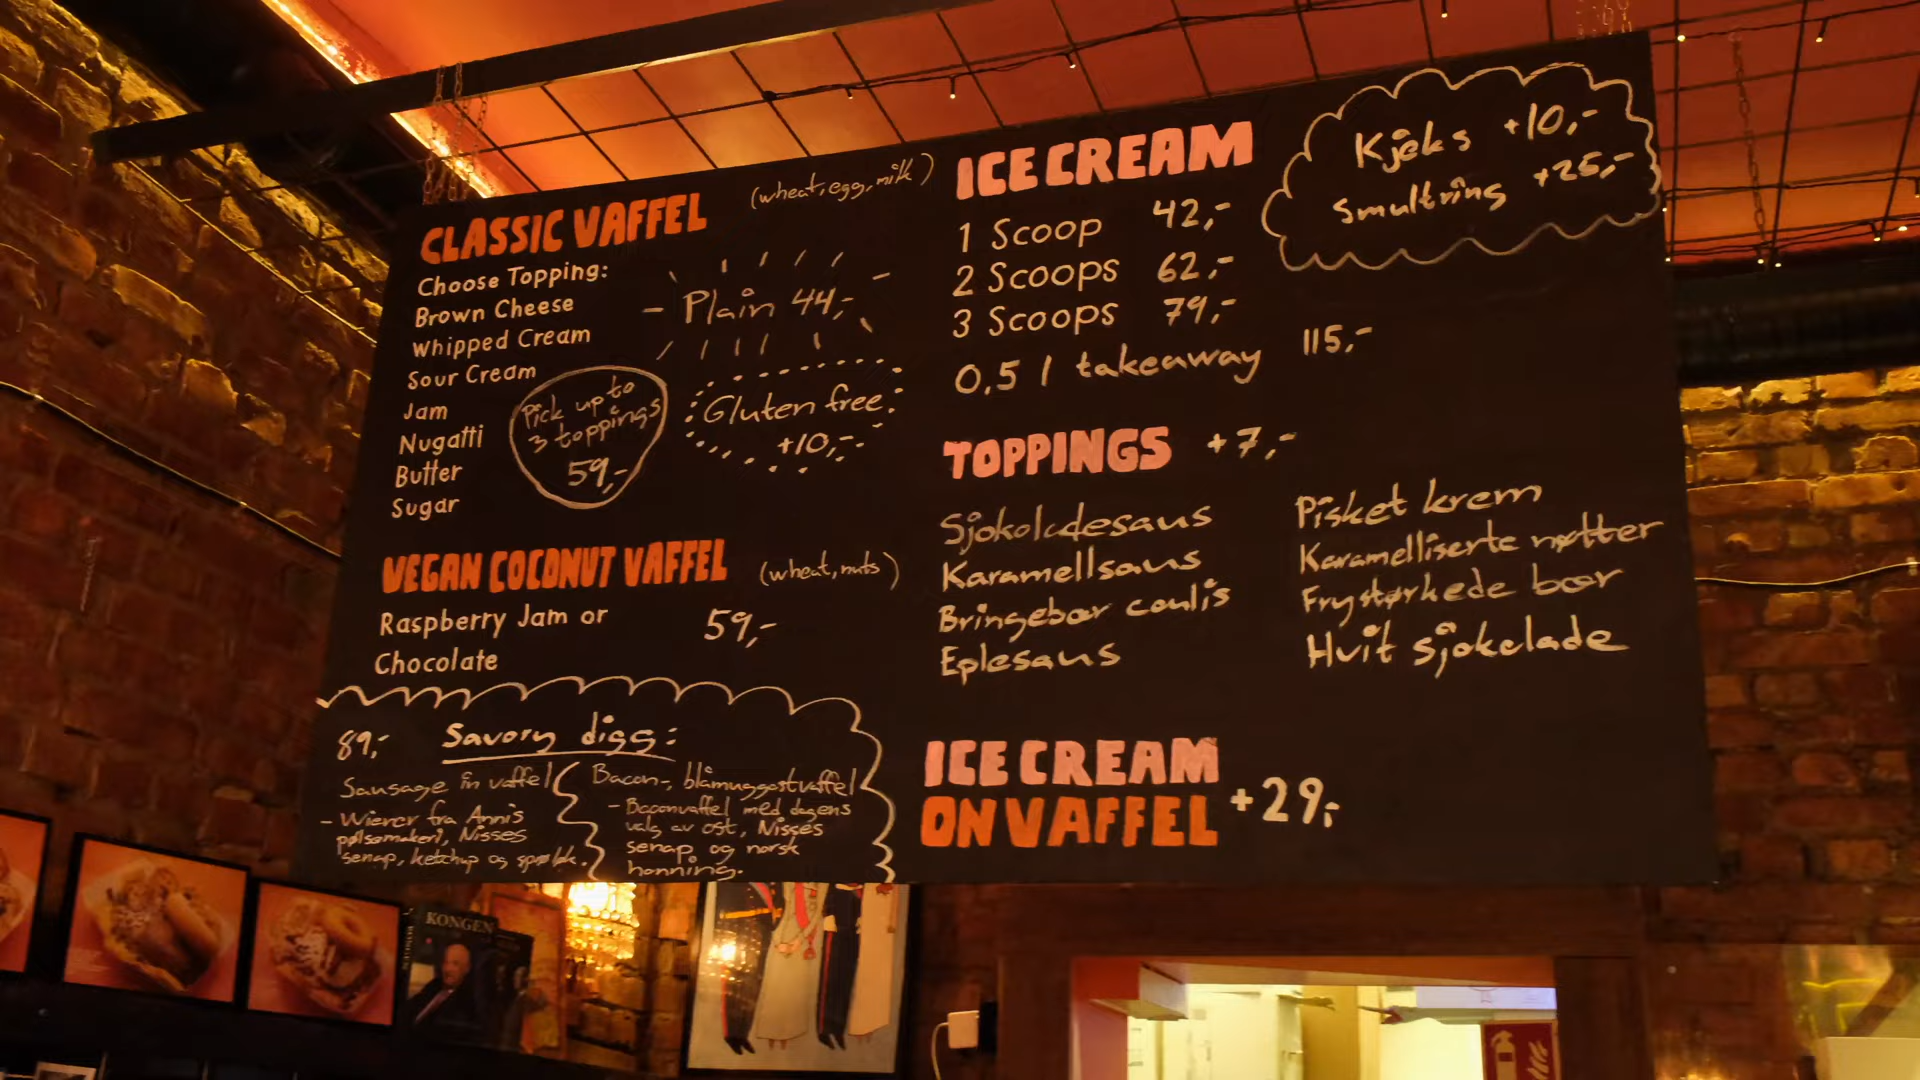 CLASSIC VAFFEL (wheat, egg, milk)
Choose Topping:
Brown Cheese
Whipped Cream
Sour Cream
Jam
Nugatti
Butter
Sugar
- Plain 44,- -
Pick up to
3 toppings
59,-
Gluten free
+10,-
VEGAN COCONUT VAFFEL (wheat, nuts)
Raspberry Jam or 59,-
Chocolate
89,- Savory digg:
Sausage in vaffel
- Wiener fra Annis
pølsemakeri, Nisses
senap, ketchup og sprøløk.
Bacon-, blåmuggostvaffel
- Baconvaffel med dagens
valg av ost, Nisses
senap og norsk
honning.
ICE CREAM
1 Scoop 42,-
2 Scoops 62,-
3 Scoops 79,-
0,5 l takeaway 115,-
Kjeks +10,-
Smultring +25,-
TOPPINGS +7,-
Sjokoladesaus
Karamellsaus
Bringebær coulis
Eplesaus
Pisket krem
Karamelliserte nøtter
Frystørkede bær
Hvit sjokolade
ICE CREAM
ON VAFFEL +29,-
KONGEN